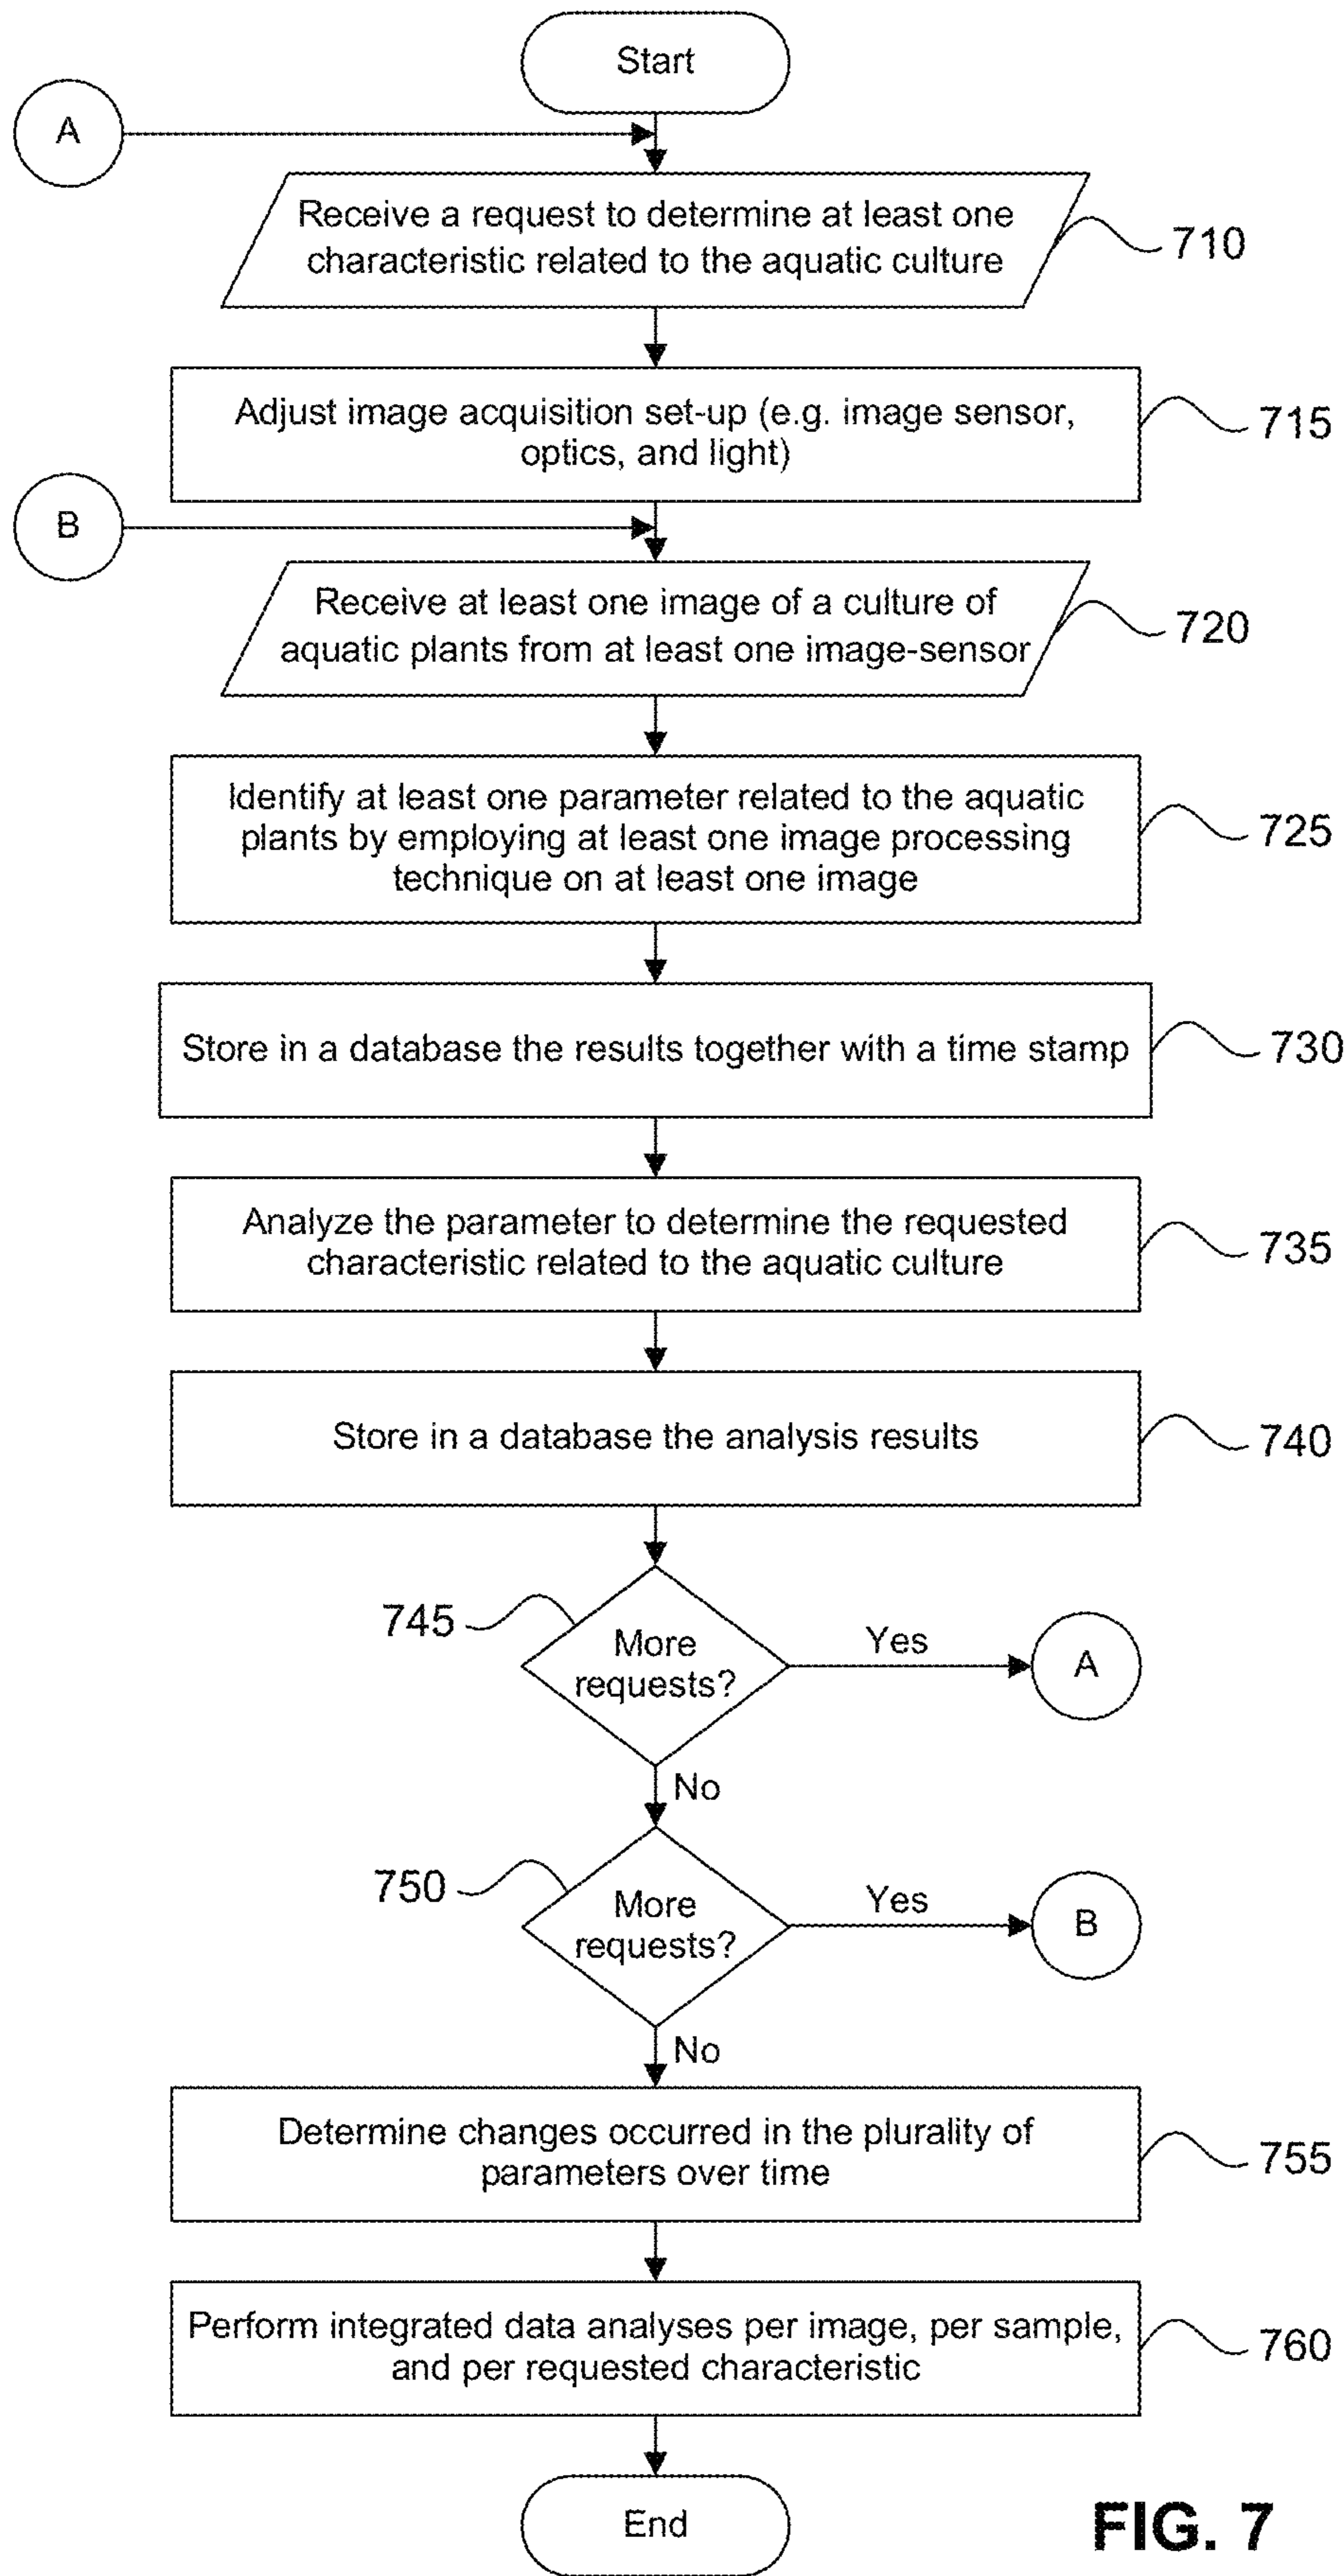 Start
A
Receive a request to determine at least one
characteristic related to the aquatic culture
710
Adjust image acquisition set-up (e.g. image sensor,
optics, and light)
715
B
Receive at least one image of a culture of
aquatic plants from at least one image-sensor
720
Identify at least one parameter related to the aquatic
plants by employing at least one image processing
technique on at least one image
725
Store in a database the results together with a time stamp
730
Analyze the parameter to determine the requested
characteristic related to the aquatic culture
735
Store in a database the analysis results
740
745
More
requests?
Yes
A
No
750
More
requests?
Yes
B
No
Determine changes occurred in the plurality of
parameters over time
755
Perform integrated data analyses per image, per sample,
and per requested characteristic
760
End
FIG. 7